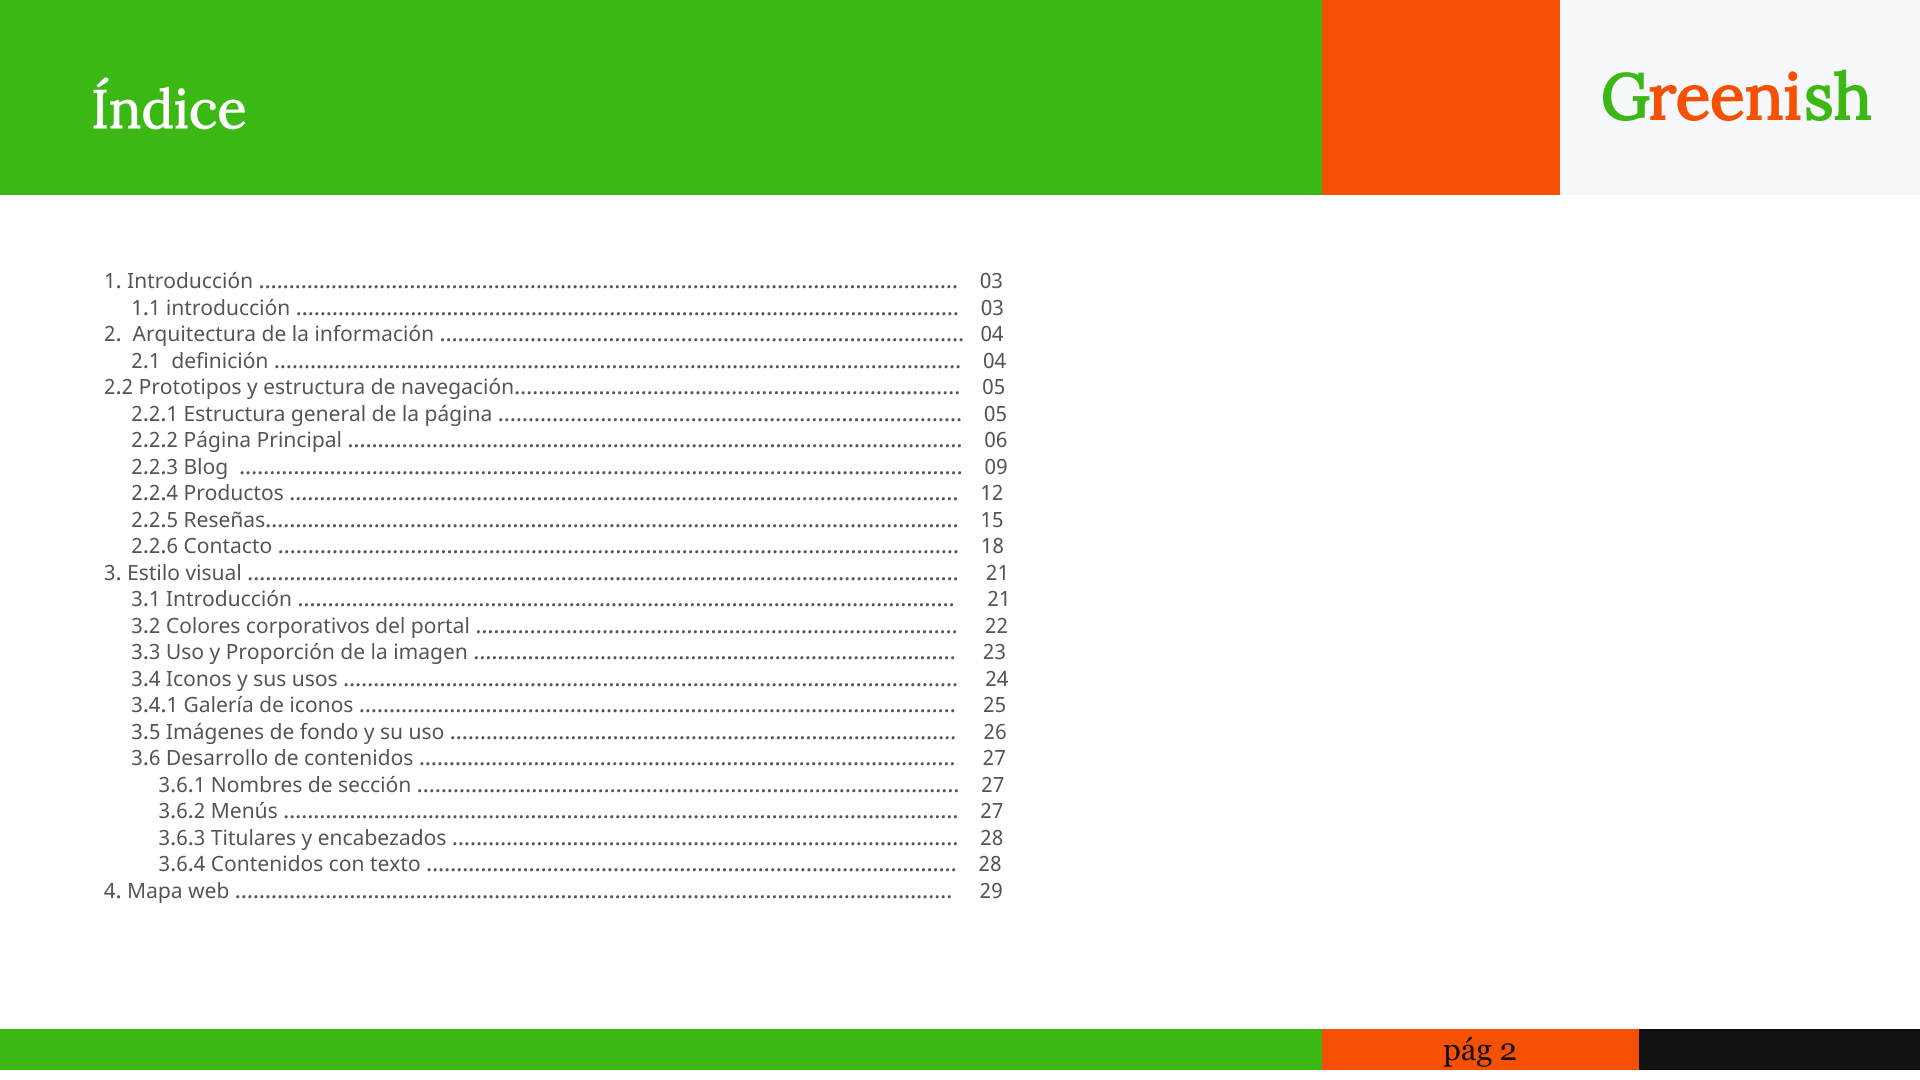 Índice
Greenish
1. Introducción .................................................................................................................... 03
1.1 introducción .............................................................................................................. 03
2.  Arquitectura de la información ....................................................................................... 04
2.1  definición .................................................................................................................. 04
2.2 Prototipos y estructura de navegación.......................................................................... 05
2.2.1 Estructura general de la página ............................................................................. 05
2.2.2 Página Principal ...................................................................................................... 06
2.2.3 Blog  ........................................................................................................................ 09
2.2.4 Productos ............................................................................................................... 12
2.2.5 Reseñas................................................................................................................... 15
2.2.6 Contacto ................................................................................................................. 18
3. Estilo visual ...................................................................................................................... 21
3.1 Introducción ............................................................................................................. 21
3.2 Colores corporativos del portal ................................................................................ 22
3.3 Uso y Proporción de la imagen ................................................................................ 23
3.4 Iconos y sus usos ...................................................................................................... 24
3.4.1 Galería de iconos ................................................................................................... 25
3.5 Imágenes de fondo y su uso .................................................................................... 26
3.6 Desarrollo de contenidos ......................................................................................... 27
3.6.1 Nombres de sección .......................................................................................... 27
3.6.2 Menús ................................................................................................................ 27
3.6.3 Titulares y encabezados .................................................................................... 28
3.6.4 Contenidos con texto ........................................................................................ 28
4. Mapa web ....................................................................................................................... 29
pág 2